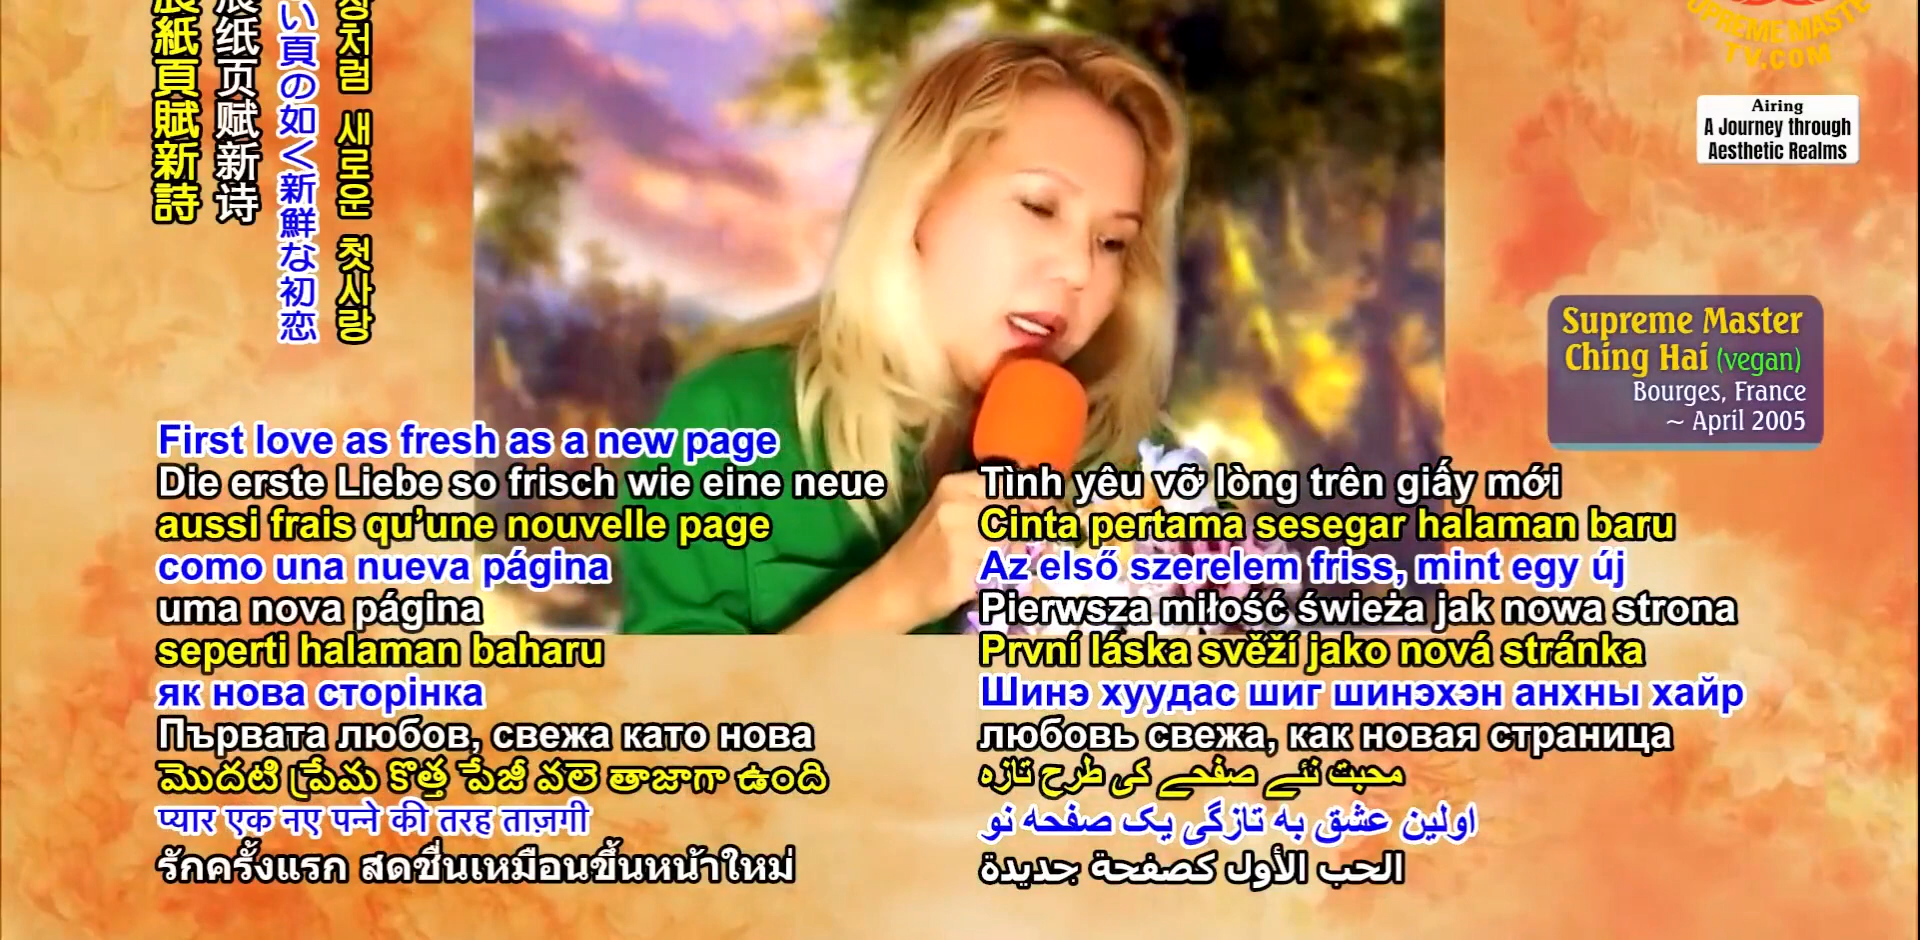 展紙頁賦新詩
展纸页赋新诗
い頁の如く新鮮な初恋
장처럼 새로운 첫사랑
SUPREME MASTER
TV.COM
Airing
A Journey through
Aesthetic Realms
Supreme Master
Ching Hai (vegan)
Bourges, France
~ April 2005
First love as fresh as a new page
Die erste Liebe so frisch wie eine neue
aussi frais qu’une nouvelle page
como una nueva página
uma nova página
seperti halaman baharu
як нова сторінка
Първата любов, свежа като нова
మొదటి ప్రేమ కొత్త పేజీ వలె తాజాగా ఉంది
प्यार एक नए पन्ने की तरह ताज़गी
รักครั้งแรก สดชื่นเหมือนขึ้นหน้าใหม่
Tình yêu vỡ lòng trên giấy mới
Cinta pertama sesegar halaman baru
Az első szerelem friss, mint egy új
Pierwsza miłość świeża jak nowa strona
První láska svěží jako nová stránka
Шинэ хуудас шиг шинэхэн анхны хайр
любовь свежа, как новая страница
محبت نئے صفحے کی طرح تازہ
اولین عشق به تازگی یک صفحه نو
الحب الأول كصفحة جديدة